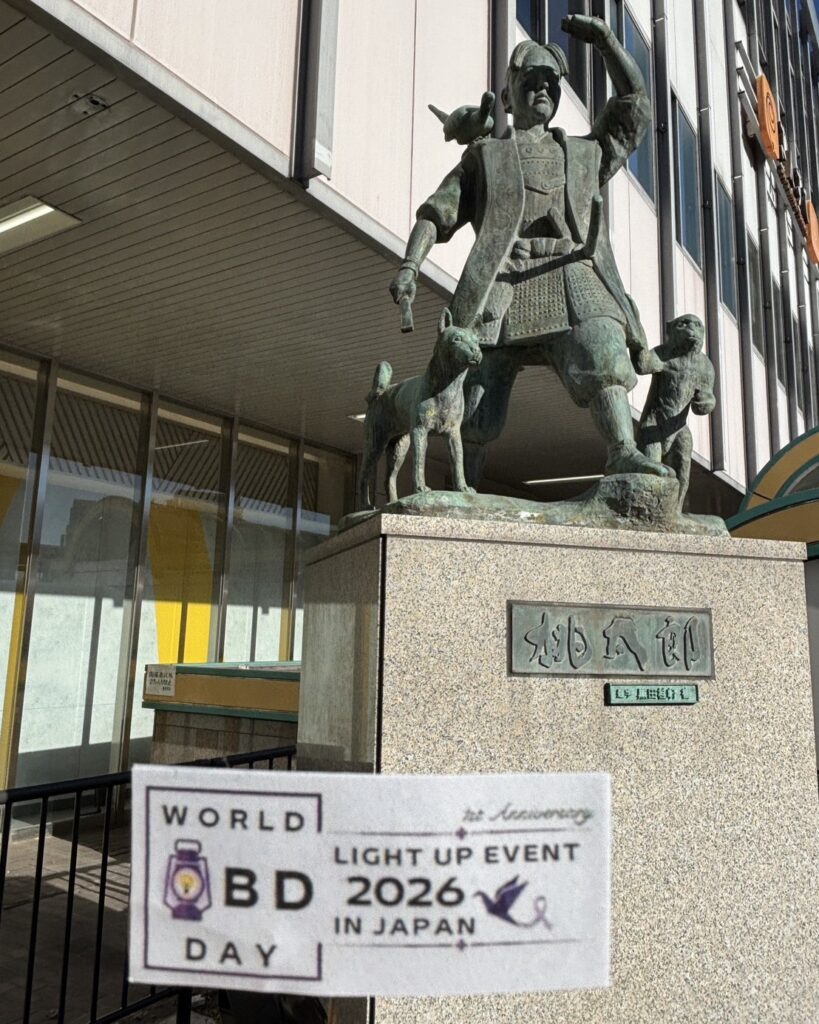 桃太郎
WORLD
BD
DAY
1st Anniversary
LIGHT UP EVENT
2026
IN JAPAN